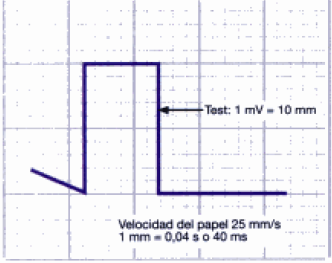 Test: 1 mV = 10 mm
Velocidad del papel 25 mm/s
1 mm = 0,04 s o 40 ms